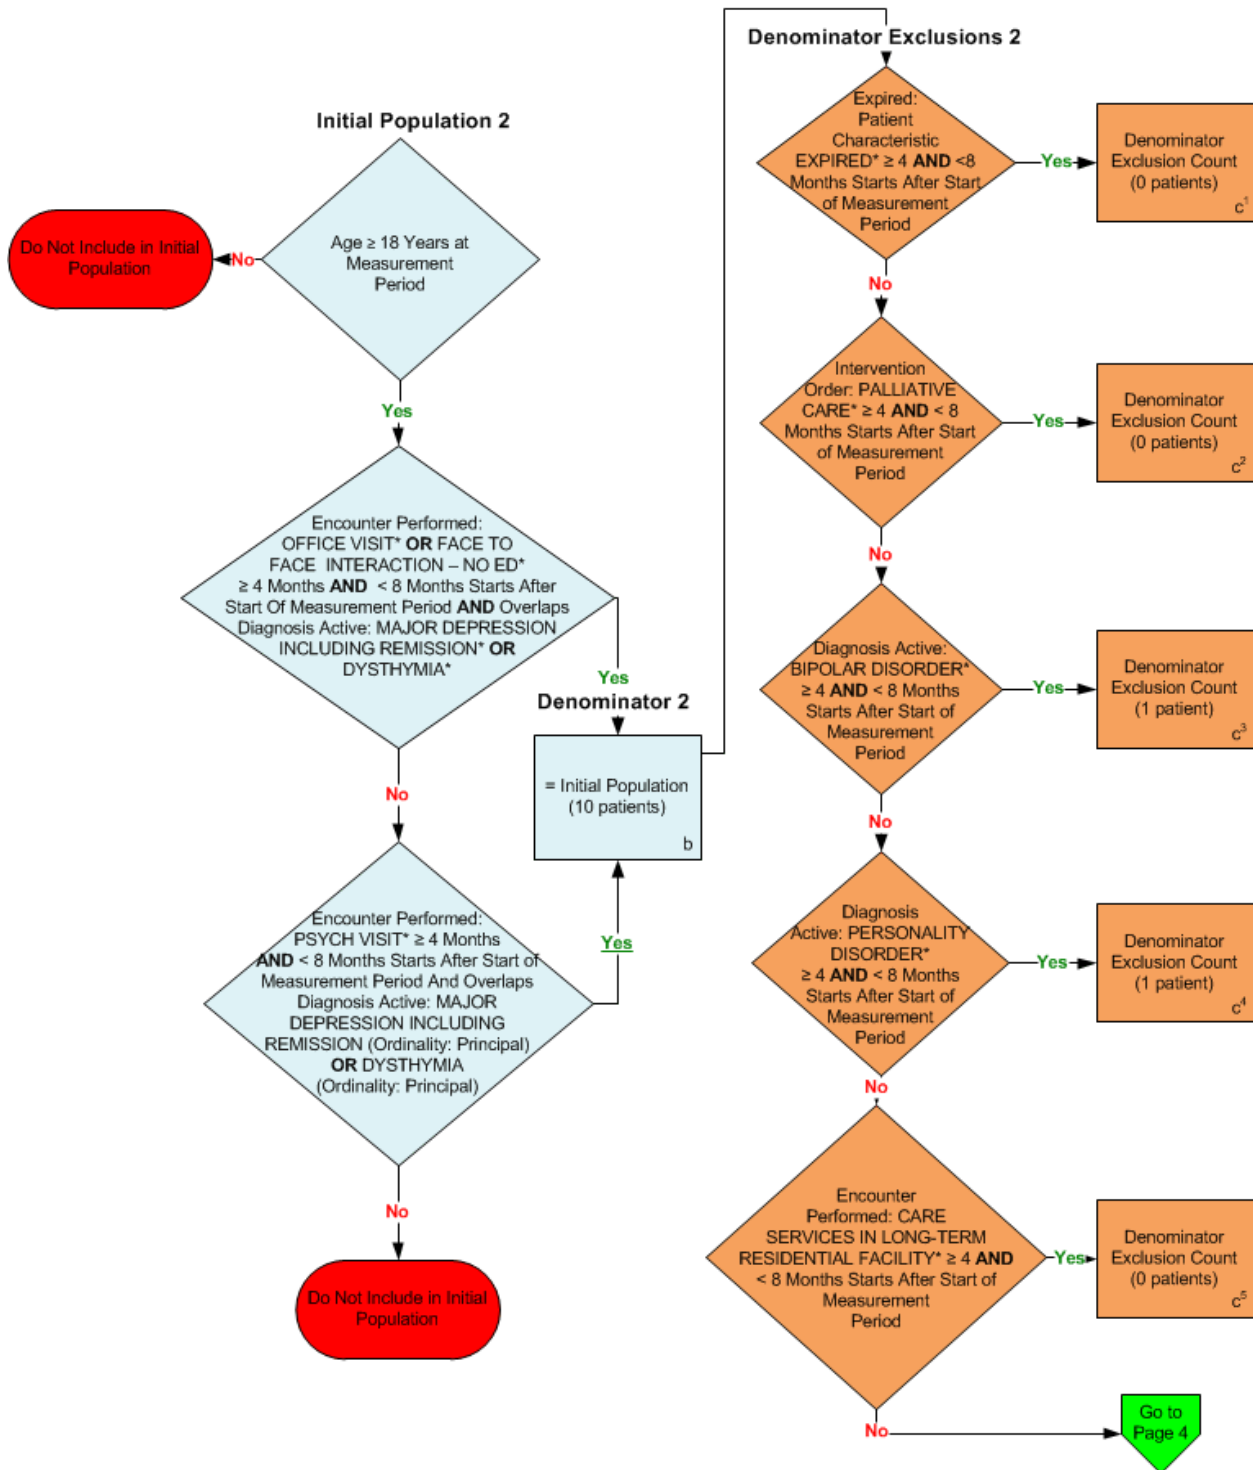 Initial Population 2
Age ≥ 18 Years at
Measurement
Period
No
Do Not Include in Initial
Population
Yes
Encounter Performed:
OFFICE VISIT* OR FACE TO
FACE INTERACTION – NO ED*
≥ 4 Months AND < 8 Months Starts After
Start Of Measurement Period AND Overlaps
Diagnosis Active: MAJOR DEPRESSION
INCLUDING REMISSION* OR
DYSTHYMIA*
Yes
Denominator 2
= Initial Population
(10 patients)
b
No
Encounter Performed:
PSYCH VISIT* ≥ 4 Months
AND < 8 Months Starts After Start of
Measurement Period And Overlaps
Diagnosis Active: MAJOR
DEPRESSION INCLUDING
REMISSION (Ordinality: Principal)
OR DYSTHYMIA
(Ordinality: Principal)
Yes
No
Do Not Include in Initial
Population
Denominator Exclusions 2
Expired:
Patient
Characteristic
EXPIRED* ≥ 4 AND <8
Months Starts After Start
of Measurement
Period
Yes
Denominator
Exclusion Count
(0 patients)
c1
No
Intervention
Order: PALLIATIVE
CARE* ≥ 4 AND < 8
Months Starts After Start
of Measurement
Period
Yes
Denominator
Exclusion Count
(0 patients)
c2
No
Diagnosis Active:
BIPOLAR DISORDER*
≥ 4 AND < 8 Months
Starts After Start of
Measurement
Period
Yes
Denominator
Exclusion Count
(1 patient)
c3
No
Diagnosis
Active: PERSONALITY
DISORDER*
≥ 4 AND < 8 Months
Starts After Start of
Measurement
Period
Yes
Denominator
Exclusion Count
(1 patient)
c4
No
Encounter
Performed: CARE
SERVICES IN LONG-TERM
RESIDENTIAL FACILITY* ≥ 4 AND
< 8 Months Starts After Start of
Measurement
Period
Yes
Denominator
Exclusion Count
(0 patients)
c5
No
Go to
Page 4